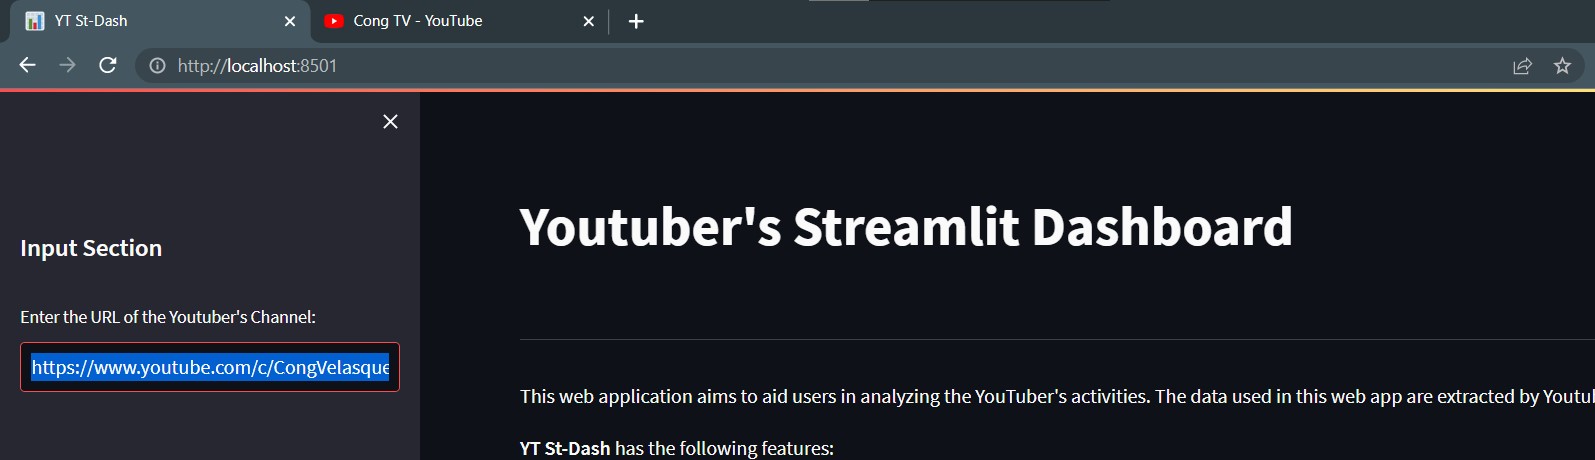 YT St-Dash
Cong TV - YouTube
http://localhost:8501
Input Section
Enter the URL of the Youtuber's Channel:
https://www.youtube.com/c/CongVelasque
Youtuber's Streamlit Dashboard
This web application aims to aid users in analyzing the YouTuber's activities. The data used in this web app are extracted by Youtu
YT St-Dash has the following features: